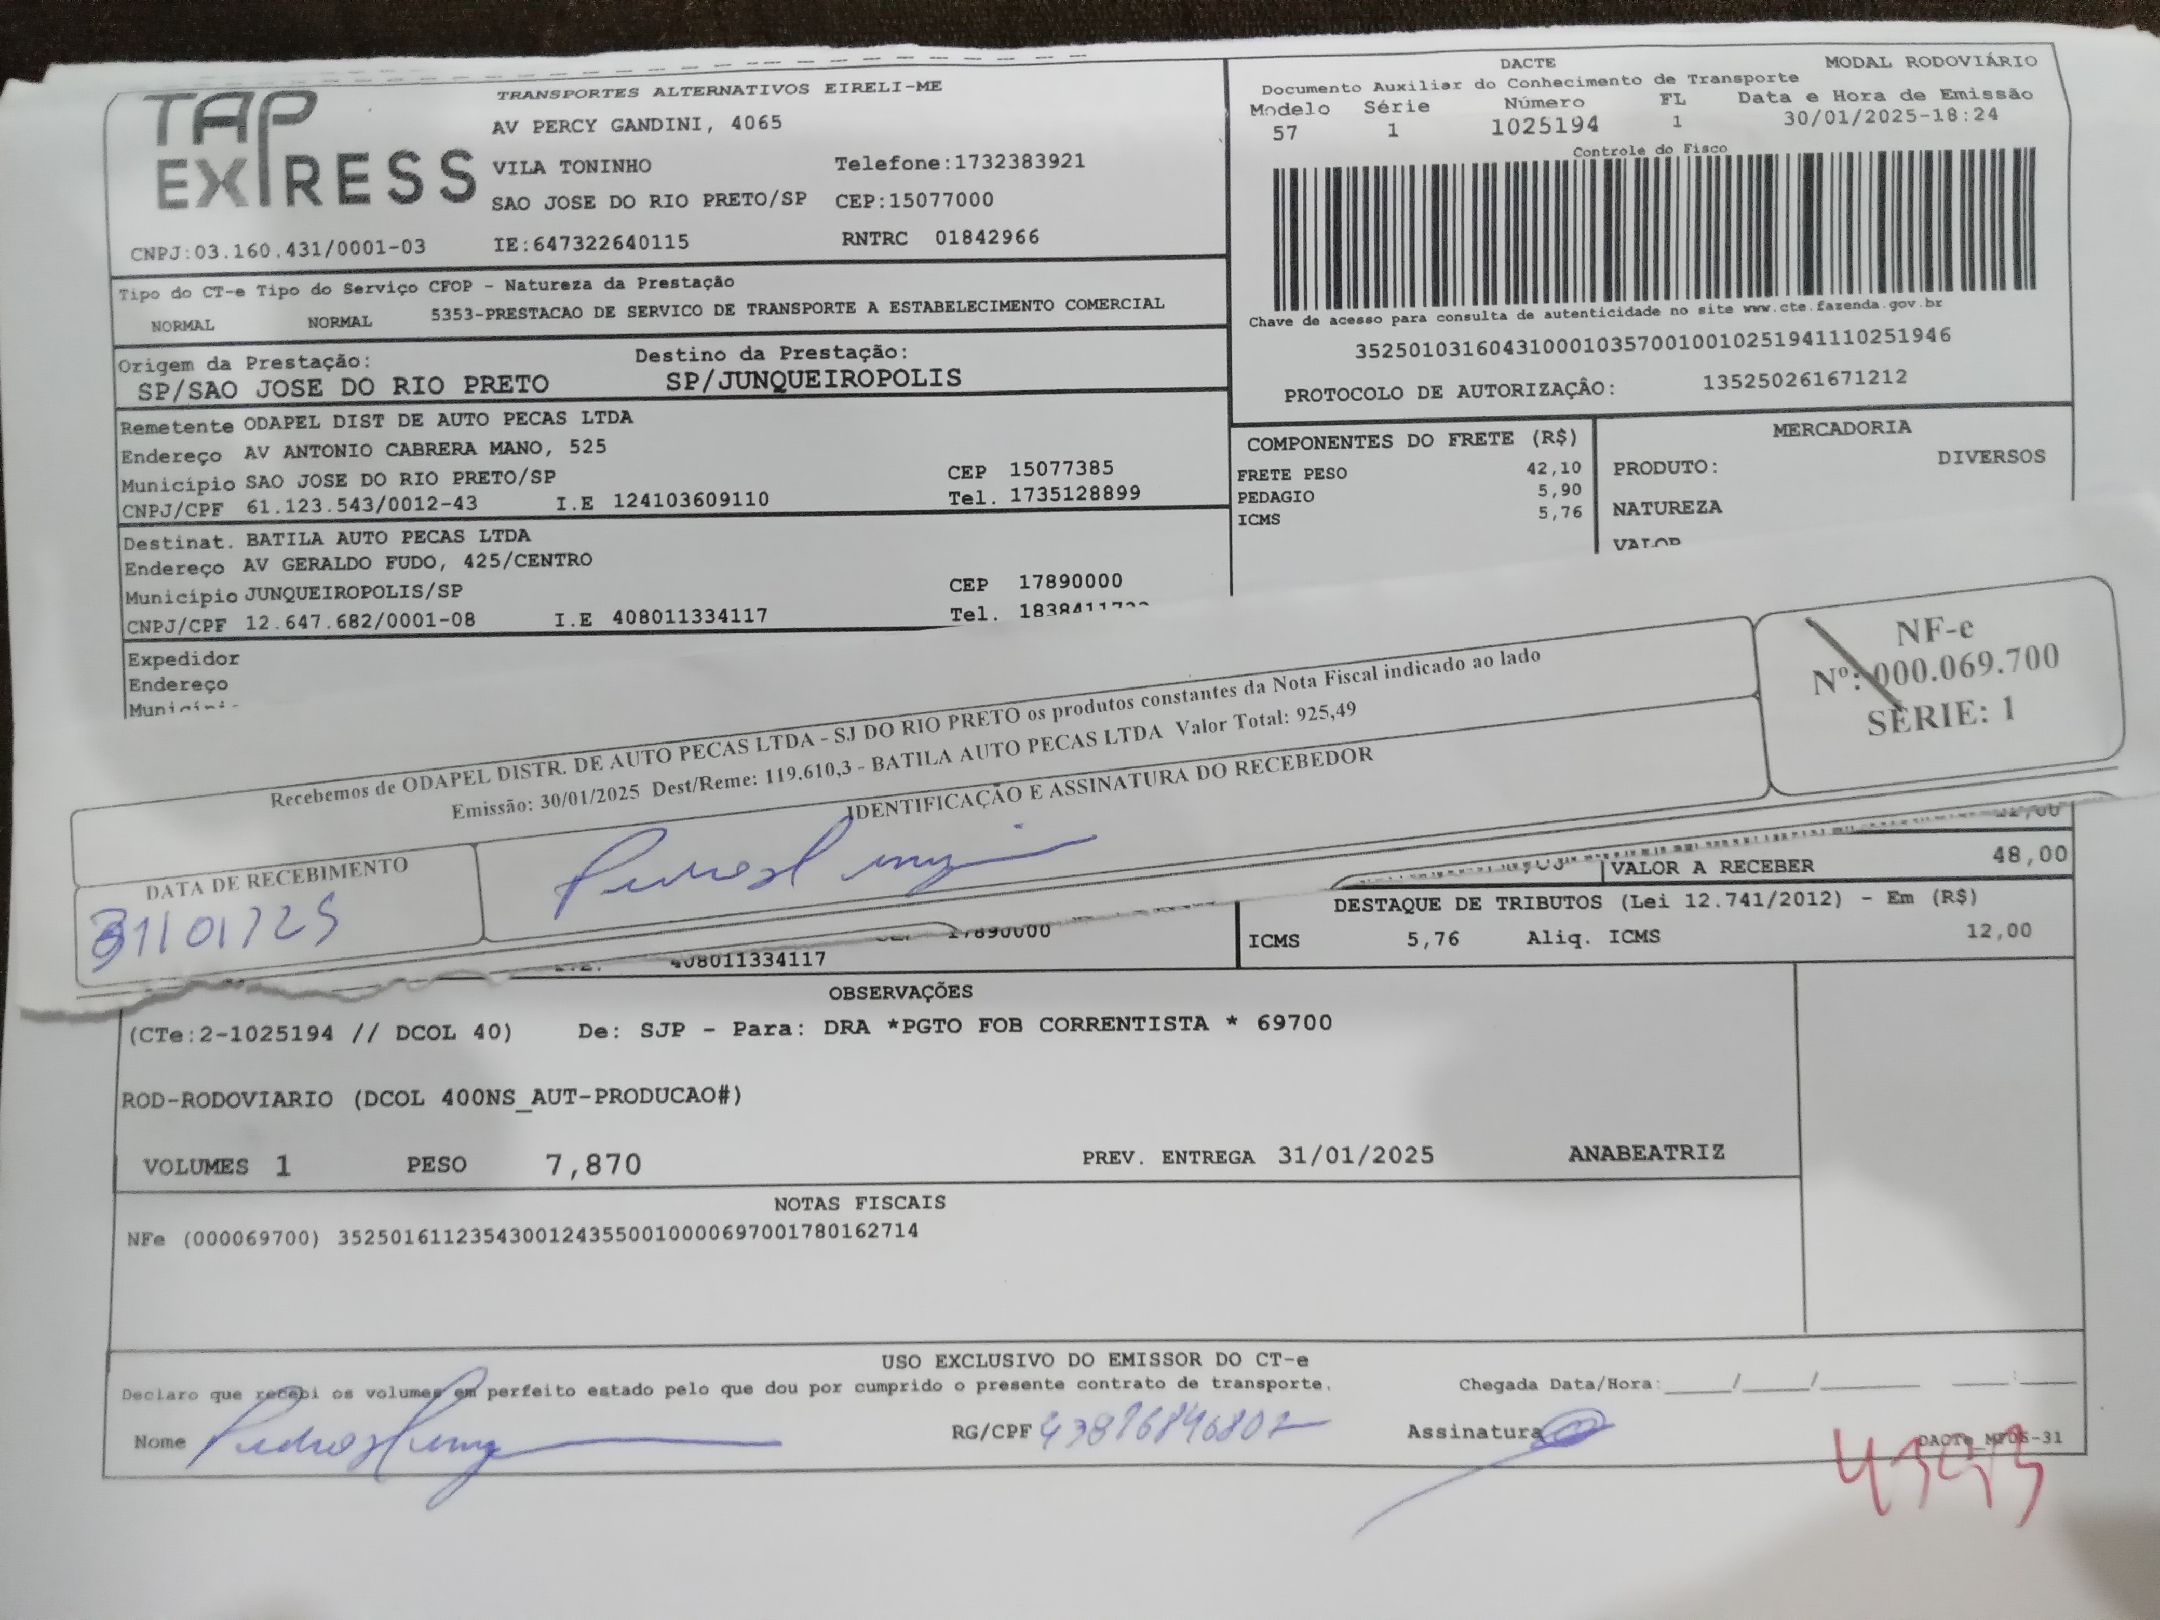 TAP EXPRESS
TRANSPORTES ALTERNATIVOS EIRELI-ME
AV PERCY GANDINI, 4065
VILA TONINHO Telefone:1732383921
SAO JOSE DO RIO PRETO/SP CEP:15077000
CNPJ:03.160.431/0001-03 IE:647322640115 RNTRC 01842966
DACTE MODAL RODOVIÁRIO
Documento Auxiliar do Conhecimento de Transporte
Modelo Série Número FL Data e Hora de Emissão
57 1 1025194 1 30/01/2025-18:24
Controle do Fisco
Chave de acesso para consulta de autenticidade no site www.cte.fazenda.gov.br
35250103160431000103570010010251941110251946
PROTOCOLO DE AUTORIZAÇÃO: 135250261671212
Tipo do CT-e Tipo do Serviço CFOP - Natureza da Prestação
NORMAL NORMAL 5353-PRESTACAO DE SERVICO DE TRANSPORTE A ESTABELECIMENTO COMERCIAL
Origem da Prestação: Destino da Prestação:
SP/SAO JOSE DO RIO PRETO SP/JUNQUEIROPOLIS
Remetente ODAPEL DIST DE AUTO PECAS LTDA
Endereço AV ANTONIO CABRERA MANO, 525
Município SAO JOSE DO RIO PRETO/SP CEP 15077385
CNPJ/CPF 61.123.543/0012-43 I.E 124103609110 Tel. 1735128899
Destinat. BATILA AUTO PECAS LTDA
Endereço AV GERALDO FUDO, 425/CENTRO
Município JUNQUEIROPOLIS/SP CEP 17890000
CNPJ/CPF 12.647.682/0001-08 I.E 408011334117 Tel.
Expedidor
Endereço
COMPONENTES DO FRETE (R$)
FRETE PESO 42,10
PEDAGIO 5,90
ICMS 5,76
MERCADORIA
PRODUTO: DIVERSOS
NATUREZA
VALOR
Recebemos de ODAPEL DISTR. DE AUTO PECAS LTDA - SJ DO RIO PRETO os produtos constantes da Nota Fiscal indicado ao lado
Emissão: 30/01/2025 Dest/Reme: 119.610,3 - BATILA AUTO PECAS LTDA Valor Total: 925,49
NF-e
Nº: 000.069.700
SÉRIE: 1
DATA DE RECEBIMENTO
31/01/25
IDENTIFICAÇÃO E ASSINATURA DO RECEBEDOR
VALOR A RECEBER 48,00
DESTAQUE DE TRIBUTOS (Lei 12.741/2012) - Em (R$)
ICMS 5,76 Aliq. ICMS 12,00
17890000
408011334117
OBSERVAÇÕES
(CTe:2-1025194 // DCOL 40) De: SJP - Para: DRA *PGTO FOB CORRENTISTA * 69700
ROD-RODOVIARIO (DCOL 400NS_AUT-PRODUCAO#)
VOLUMES 1 PESO 7,870 PREV. ENTREGA 31/01/2025 ANABEATRIZ
NOTAS FISCAIS
NFe (000069700) 35250161123543001243550010000697001780162714
USO EXCLUSIVO DO EMISSOR DO CT-e
Declaro que recebi os volumes em perfeito estado pelo que dou por cumprido o presente contrato de transporte. Chegada Data/Hora:____/____/______ ____:____
Nome RG/CPF 43876846802 Assinatura